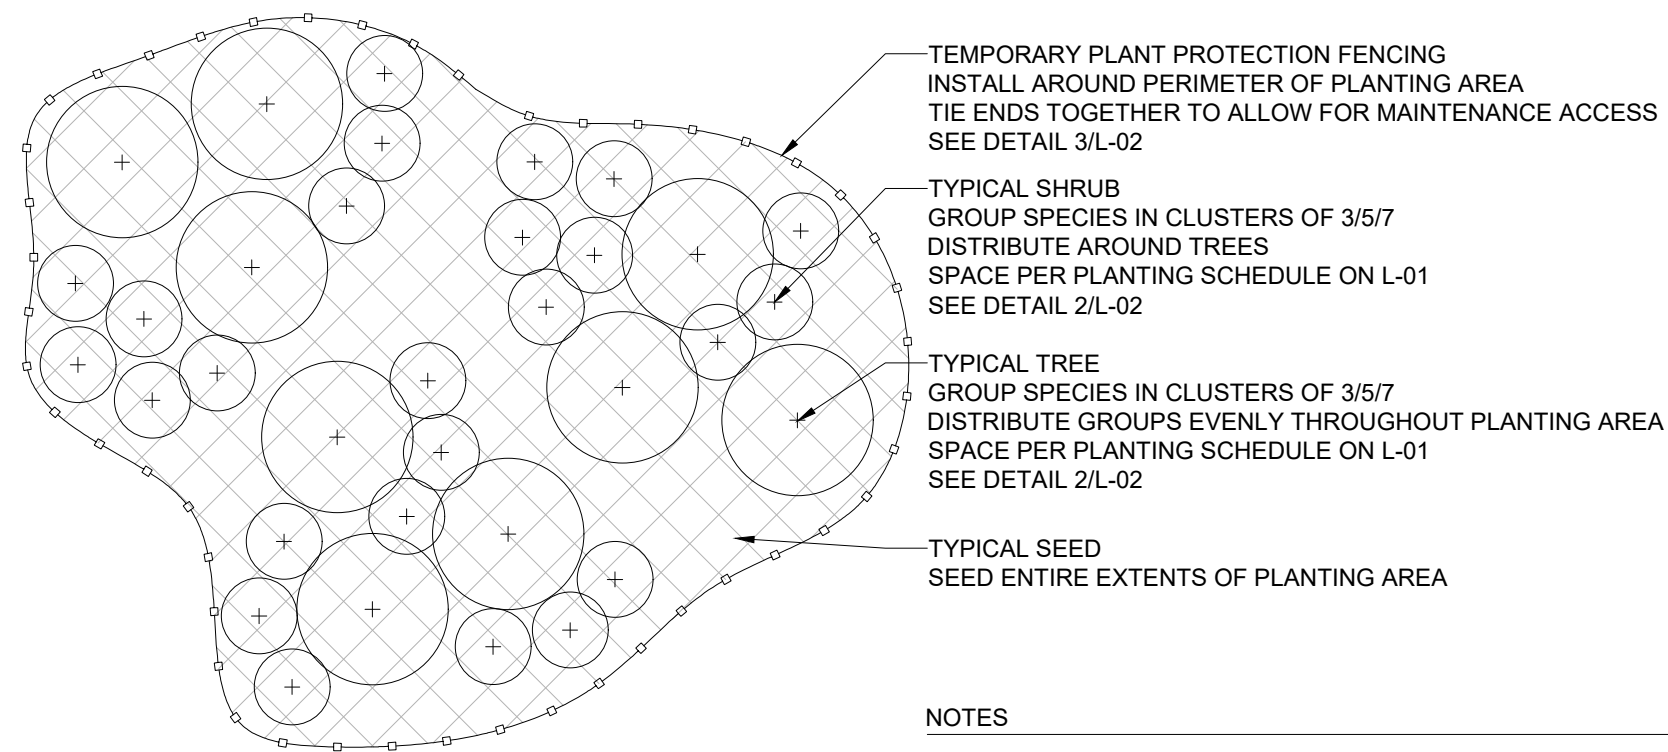 TEMPORARY PLANT PROTECTION FENCING
INSTALL AROUND PERIMETER OF PLANTING AREA
TIE ENDS TOGETHER TO ALLOW FOR MAINTENANCE ACCESS
SEE DETAIL 3/L-02
TYPICAL SHRUB
GROUP SPECIES IN CLUSTERS OF 3/5/7
DISTRIBUTE AROUND TREES
SPACE PER PLANTING SCHEDULE ON L-01
SEE DETAIL 2/L-02
TYPICAL TREE
GROUP SPECIES IN CLUSTERS OF 3/5/7
DISTRIBUTE GROUPS EVENLY THROUGHOUT PLANTING AREA
SPACE PER PLANTING SCHEDULE ON L-01
SEE DETAIL 2/L-02
TYPICAL SEED
SEED ENTIRE EXTENTS OF PLANTING AREA
NOTES